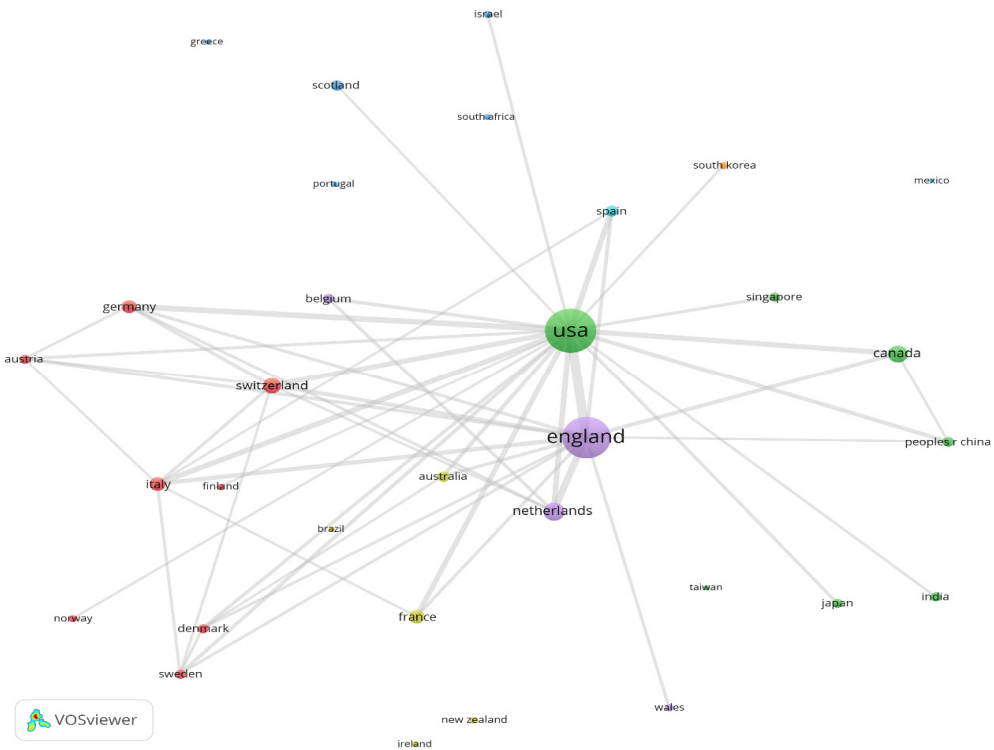 israel
greece
scotland
south africa
south korea
mexico
portugal
spain
singapore
belgium
germany
usa
canada
austria
switzerland
england
peoples r china
australia
italy
finland
netherlands
brazil
taiwan
india
japan
france
norway
denmark
sweden
wales
new zealand
VOSviewer
ireland